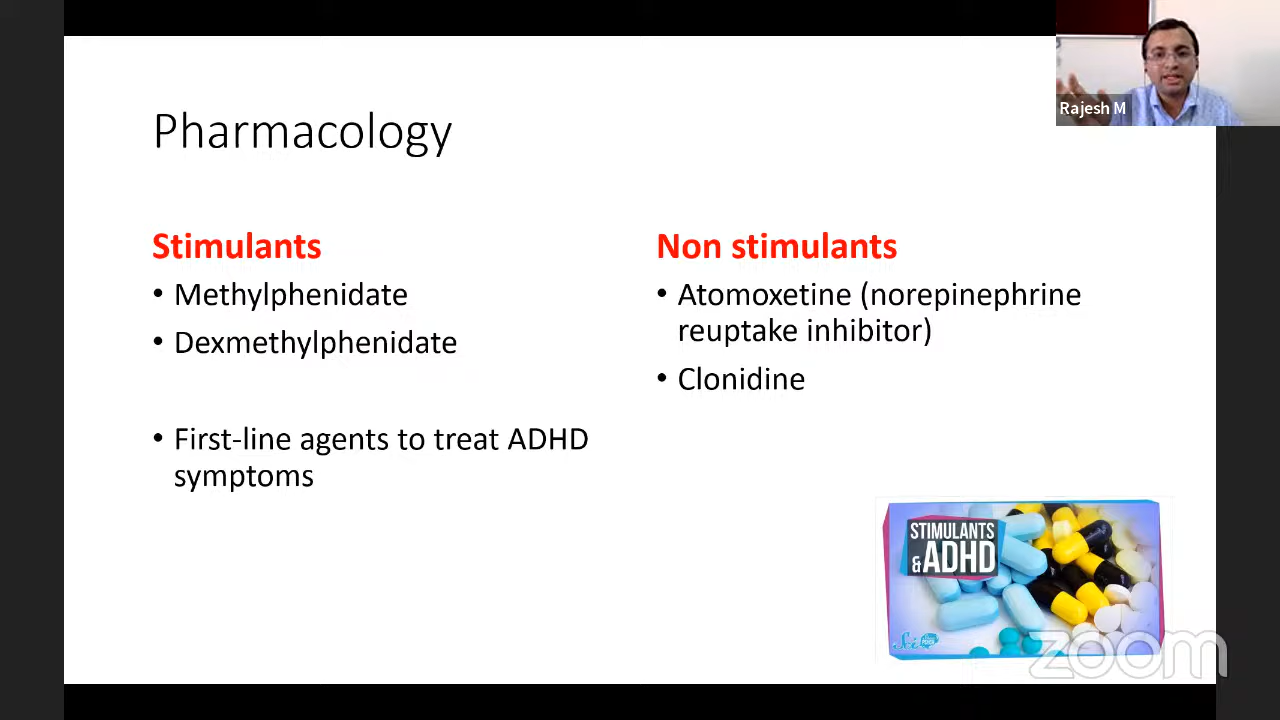 Rajesh M
Pharmacology
Stimulants
• Methylphenidate
• Dexmethylphenidate
• First-line agents to treat ADHD
symptoms
Non stimulants
• Atomoxetine (norepinephrine
reuptake inhibitor)
• Clonidine
STIMULANTS
& ADHD
Sci
zoom